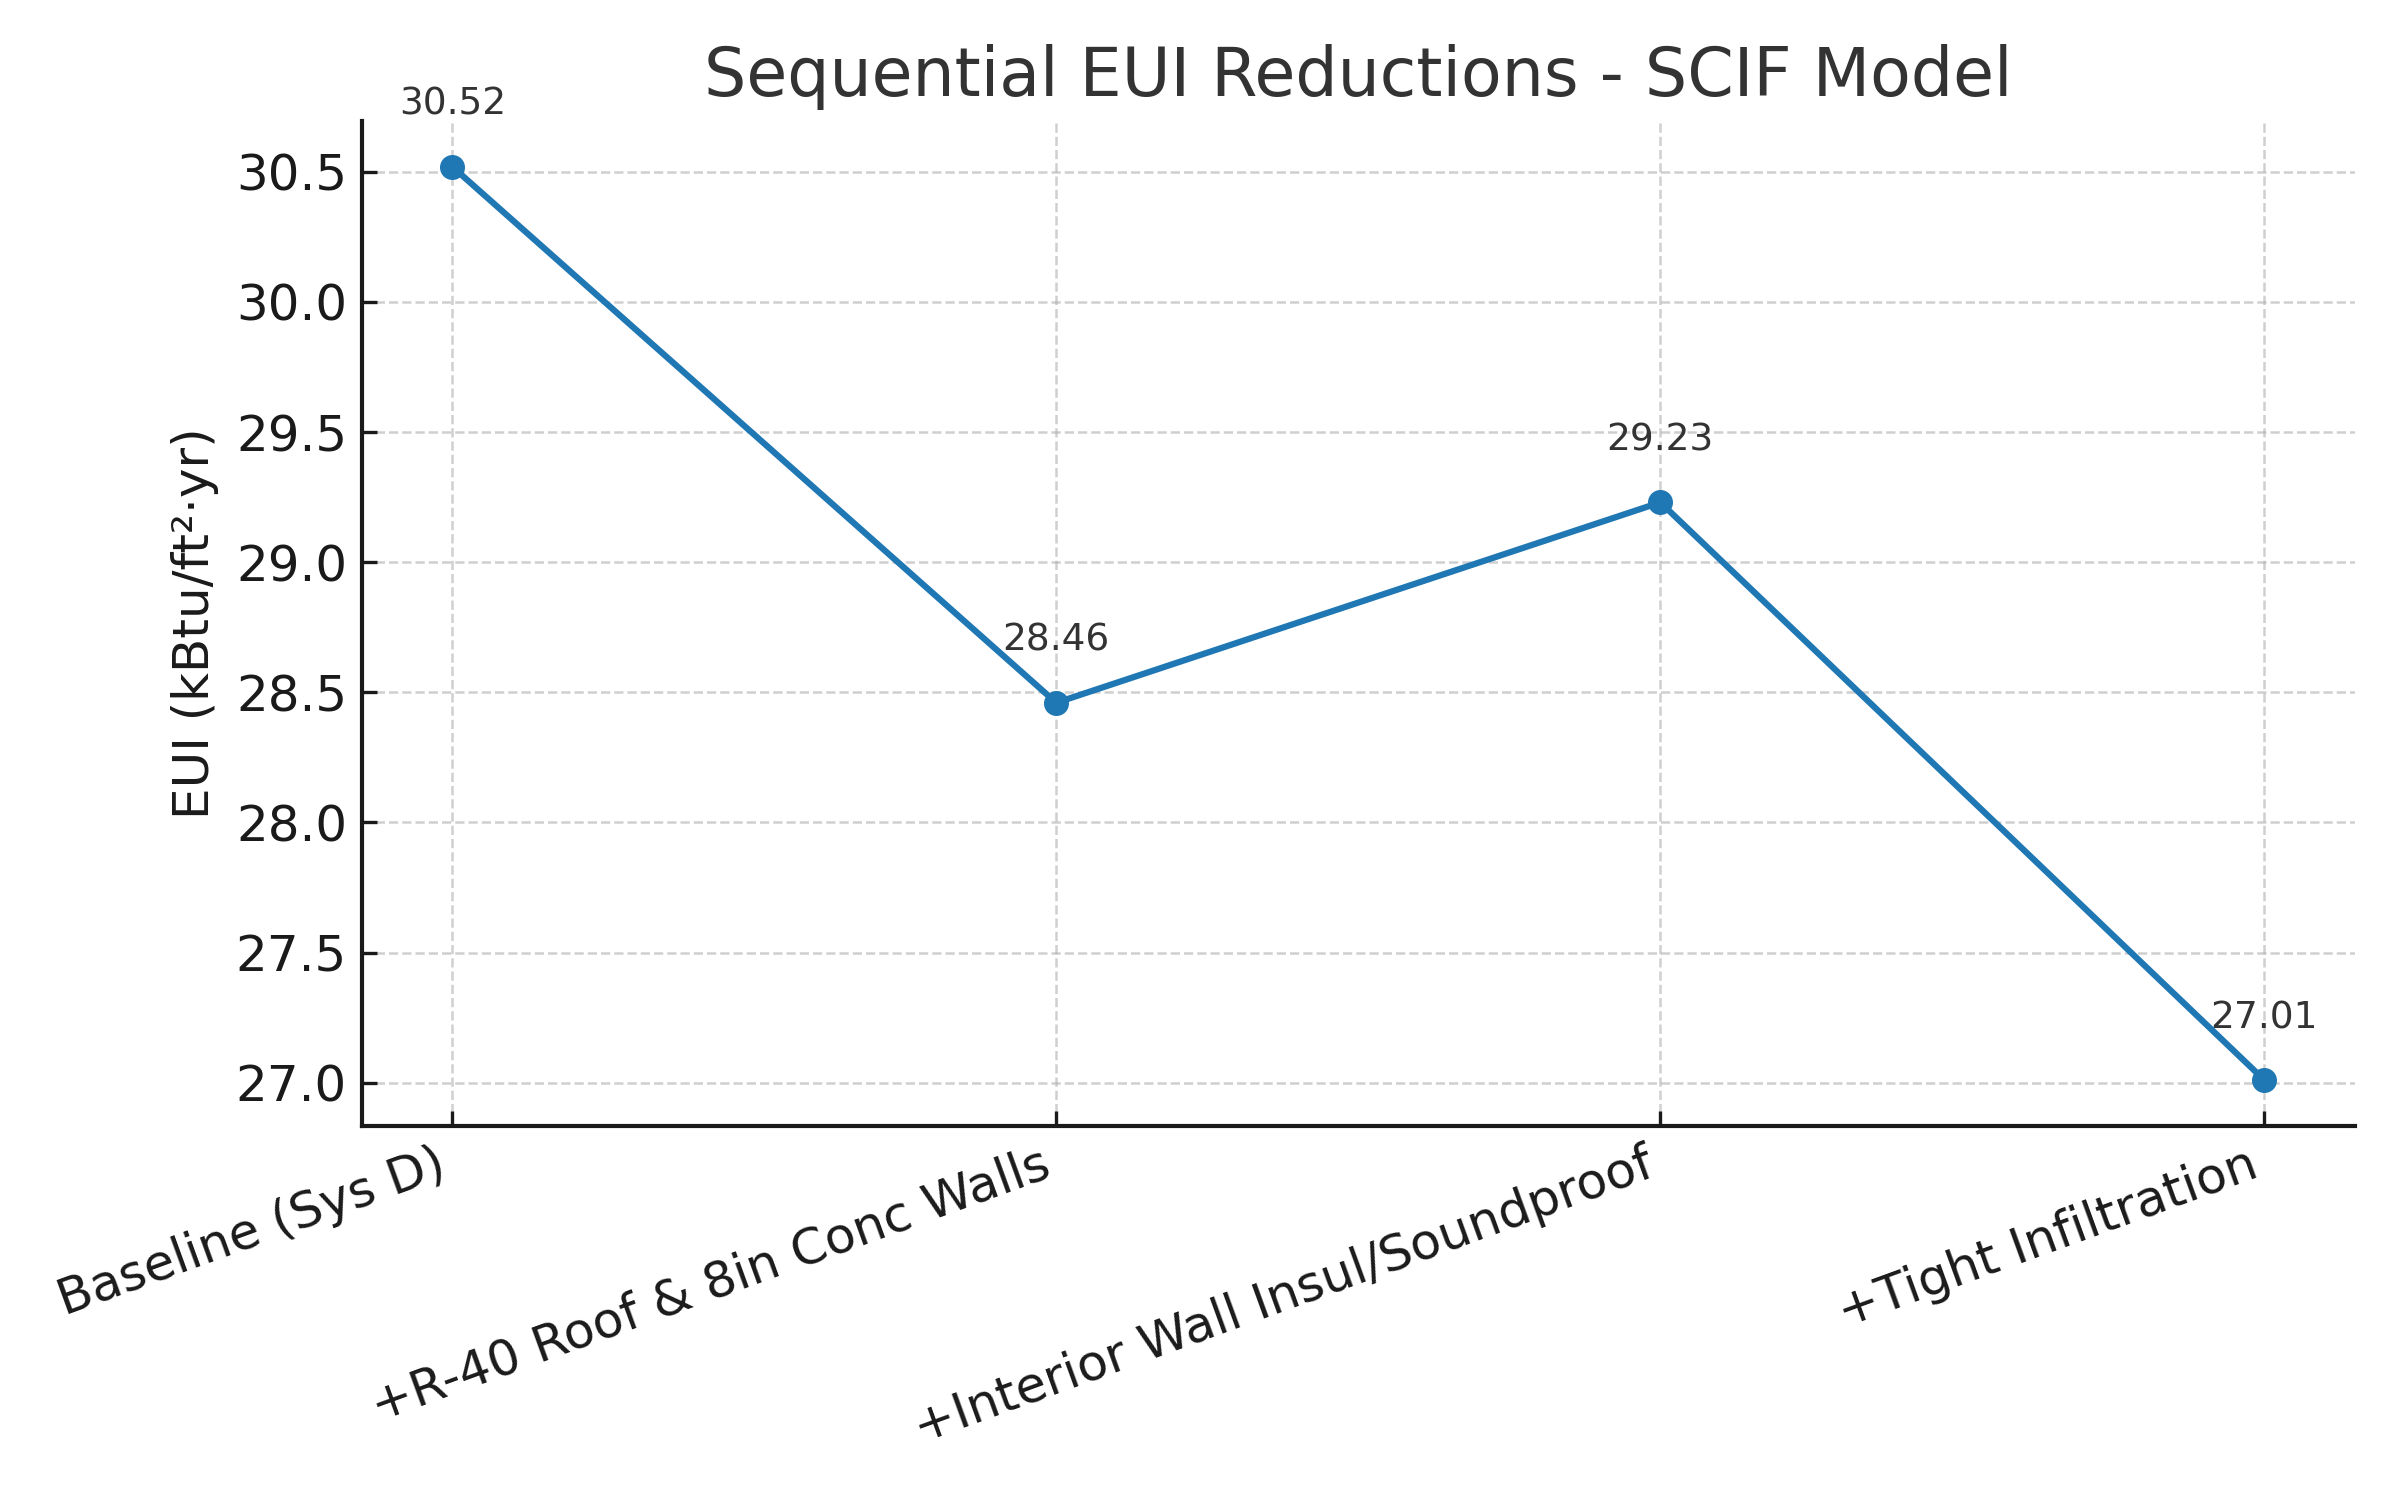 Sequential EUI Reductions - SCIF Model
30.52
30.5
30.0
29.5
29.23
29.0
28.46
28.5
28.0
27.5
27.01
27.0
EUI (kBtu/ft²·yr)
Baseline (Sys D)
+R-40 Roof & 8in Conc Walls
+Interior Wall Insul/Soundproof
+Tight Infiltration